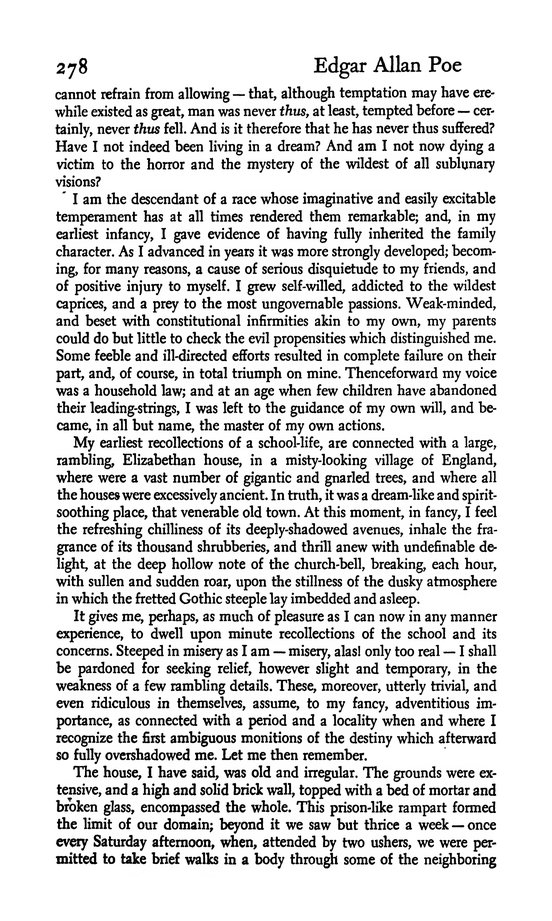 278 Edgar Allan Poe
cannot refrain from allowing — that, although temptation may have ere-
while existed as great, man was never thus, at least, tempted before — cer-
tainly, never thus fell. And is it therefore that he has never thus suffered?
Have I not indeed been living in a dream? And am I not now dying a
victim to the horror and the mystery of the wildest of all sublunary
visions?
I am the descendant of a race whose imaginative and easily excitable
temperament has at all times rendered them remarkable; and, in my
earliest infancy, I gave evidence of having fully inherited the family
character. As I advanced in years it was more strongly developed; becom-
ing, for many reasons, a cause of serious disquietude to my friends, and
of positive injury to myself. I grew self-willed, addicted to the wildest
caprices, and a prey to the most ungovernable passions. Weak-minded,
and beset with constitutional infirmities akin to my own, my parents
could do but little to check the evil propensities which distinguished me.
Some feeble and ill-directed efforts resulted in complete failure on their
part, and, of course, in total triumph on mine. Thenceforward my voice
was a household law; and at an age when few children have abandoned
their leading-strings, I was left to the guidance of my own will, and be-
came, in all but name, the master of my own actions.
My earliest recollections of a school-life, are connected with a large,
rambling, Elizabethan house, in a misty-looking village of England,
where were a vast number of gigantic and gnarled trees, and where all
the houses were excessively ancient. In truth, it was a dream-like and spirit-
soothing place, that venerable old town. At this moment, in fancy, I feel
the refreshing chilliness of its deeply-shadowed avenues, inhale the fra-
grance of its thousand shrubberies, and thrill anew with undefinable de-
light, at the deep hollow note of the church-bell, breaking, each hour,
with sullen and sudden roar, upon the stillness of the dusky atmosphere
in which the fretted Gothic steeple lay imbedded and asleep.
It gives me, perhaps, as much of pleasure as I can now in any manner
experience, to dwell upon minute recollections of the school and its
concerns. Steeped in misery as I am — misery, alas! only too real — I shall
be pardoned for seeking relief, however slight and temporary, in the
weakness of a few rambling details. These, moreover, utterly trivial, and
even ridiculous in themselves, assume, to my fancy, adventitious im-
portance, as connected with a period and a locality when and where I
recognize the first ambiguous monitions of the destiny which afterward
so fully overshadowed me. Let me then remember.
The house, I have said, was old and irregular. The grounds were ex-
tensive, and a high and solid brick wall, topped with a bed of mortar and
broken glass, encompassed the whole. This prison-like rampart formed
the limit of our domain; beyond it we saw but thrice a week — once
every Saturday afternoon, when, attended by two ushers, we were per-
mitted to take brief walks in a body through some of the neighboring